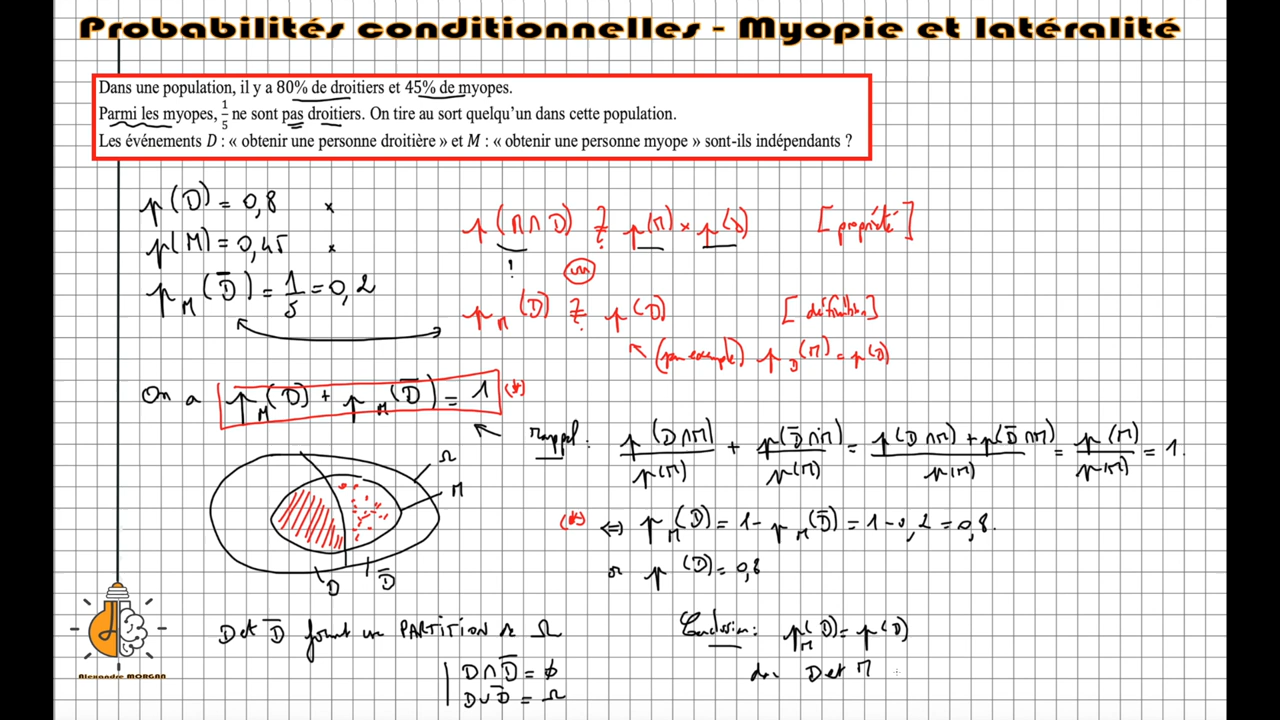 Probabilités conditionnelles - Myopie et latéralité
Dans une population, il y a 80% de droitiers et 45% de myopes.
Parmi les myopes, 1/5 ne sont pas droitiers. On tire au sort quelqu'un dans cette population.
Les événements D : « obtenir une personne droitière » et M : « obtenir une personne myope » sont-ils indépendants ?
p(D) = 0,8 ×
p(M) = 0,45 ×
p_M(D̄) = 1/5 = 0,2
p(M∩D) ?= p(M) × p(D) [propriété]
!
ou
p_M(D) ?= p(D) [définition]
(par exemple) p_D(M) = p(D)
On a p_M(D) + p_M(D̄) = 1 (*)
Rappel : p(D∩M)/p(M) + p(D̄∩M)/p(M) = (p(D∩M) + p(D̄∩M))/p(M) = p(M)/p(M) = 1.
Ω
M
D
D̄
(*) ⇔ p_M(D) = 1 - p_M(D̄) = 1 - 0,2 = 0,8.
or p(D) = 0,8
D et D̄ forment une PARTITION de Ω
D∩D̄ = ϕ
D∪D̄ = Ω
Conclusion : p_M(D) = p(D)
D et M
Alexandre MORGAN